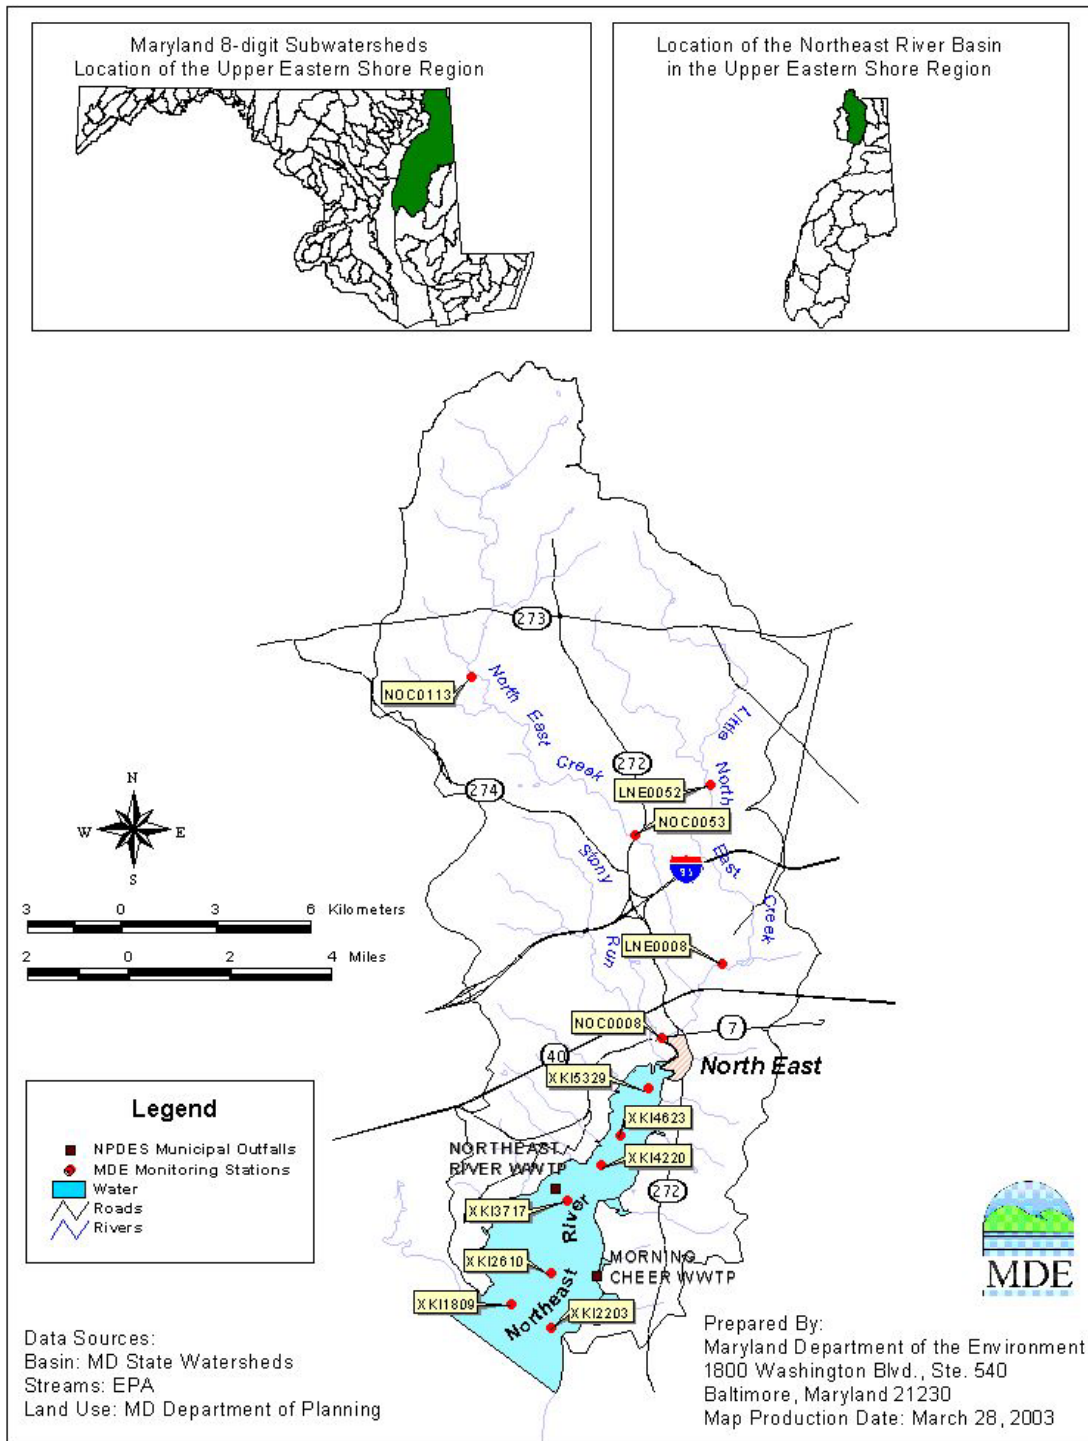 Maryland 8-digit Subwatersheds
Location of the Upper Eastern Shore Region
Location of the Northeast River Basin
in the Upper Eastern Shore Region
273
NOC0113
North East Creek
Little North East Creek
272
274
LNE0052
NOC0053
Stony Run
95
N
W E
S
3 0 3 6 Kilometers
2 0 2 4 Miles
LNE0008
NOC0008
7
40
North East
XKI5329
XKI4623
NORTHEAST
RIVER WWTP
XKI4220
272
XKI3717
Northeast River
XKI2610
MORNING
CHEER WWTP
XKI1809
XKI2203
Legend
NPDES Municipal Outfalls
MDE Monitoring Stations
Water
Roads
Rivers
MDE
Data Sources:
Basin: MD State Watersheds
Streams: EPA
Land Use: MD Department of Planning
Prepared By:
Maryland Department of the Environment
1800 Washington Blvd., Ste. 540
Baltimore, Maryland 21230
Map Production Date: March 28, 2003